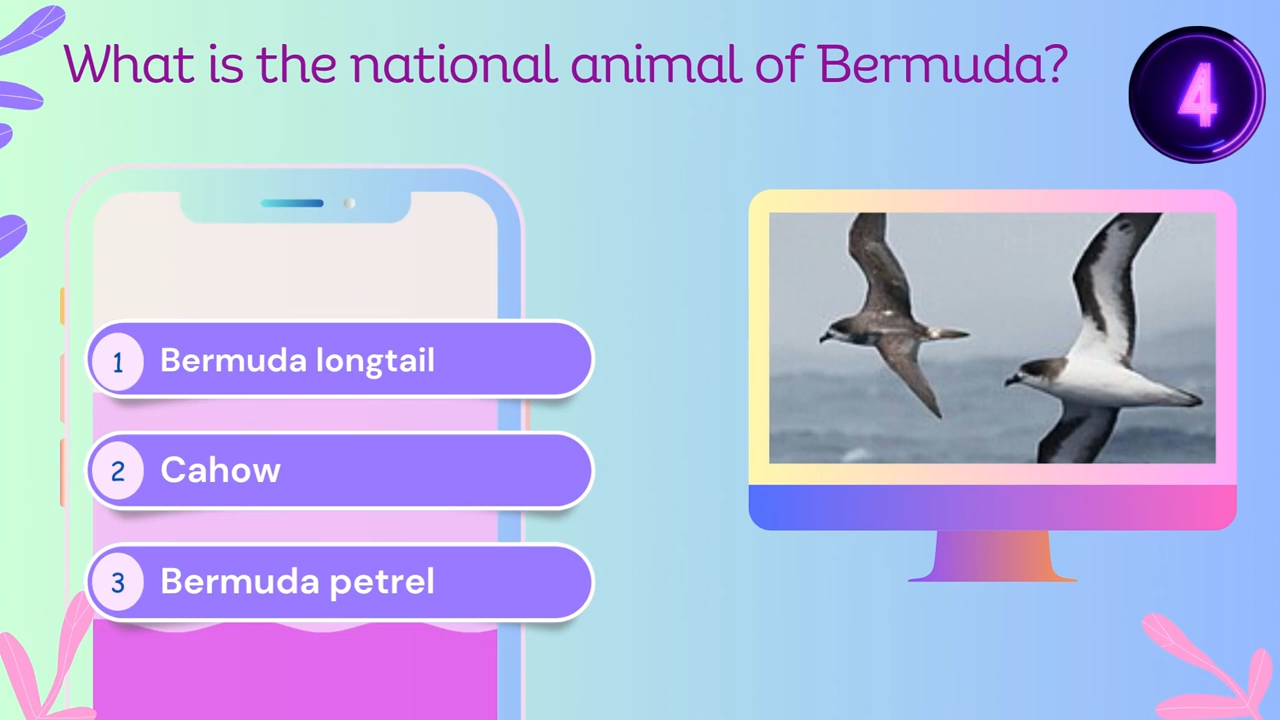 What is the national animal of Bermuda?
4
1 Bermuda longtail
2 Cahow
3 Bermuda petrel